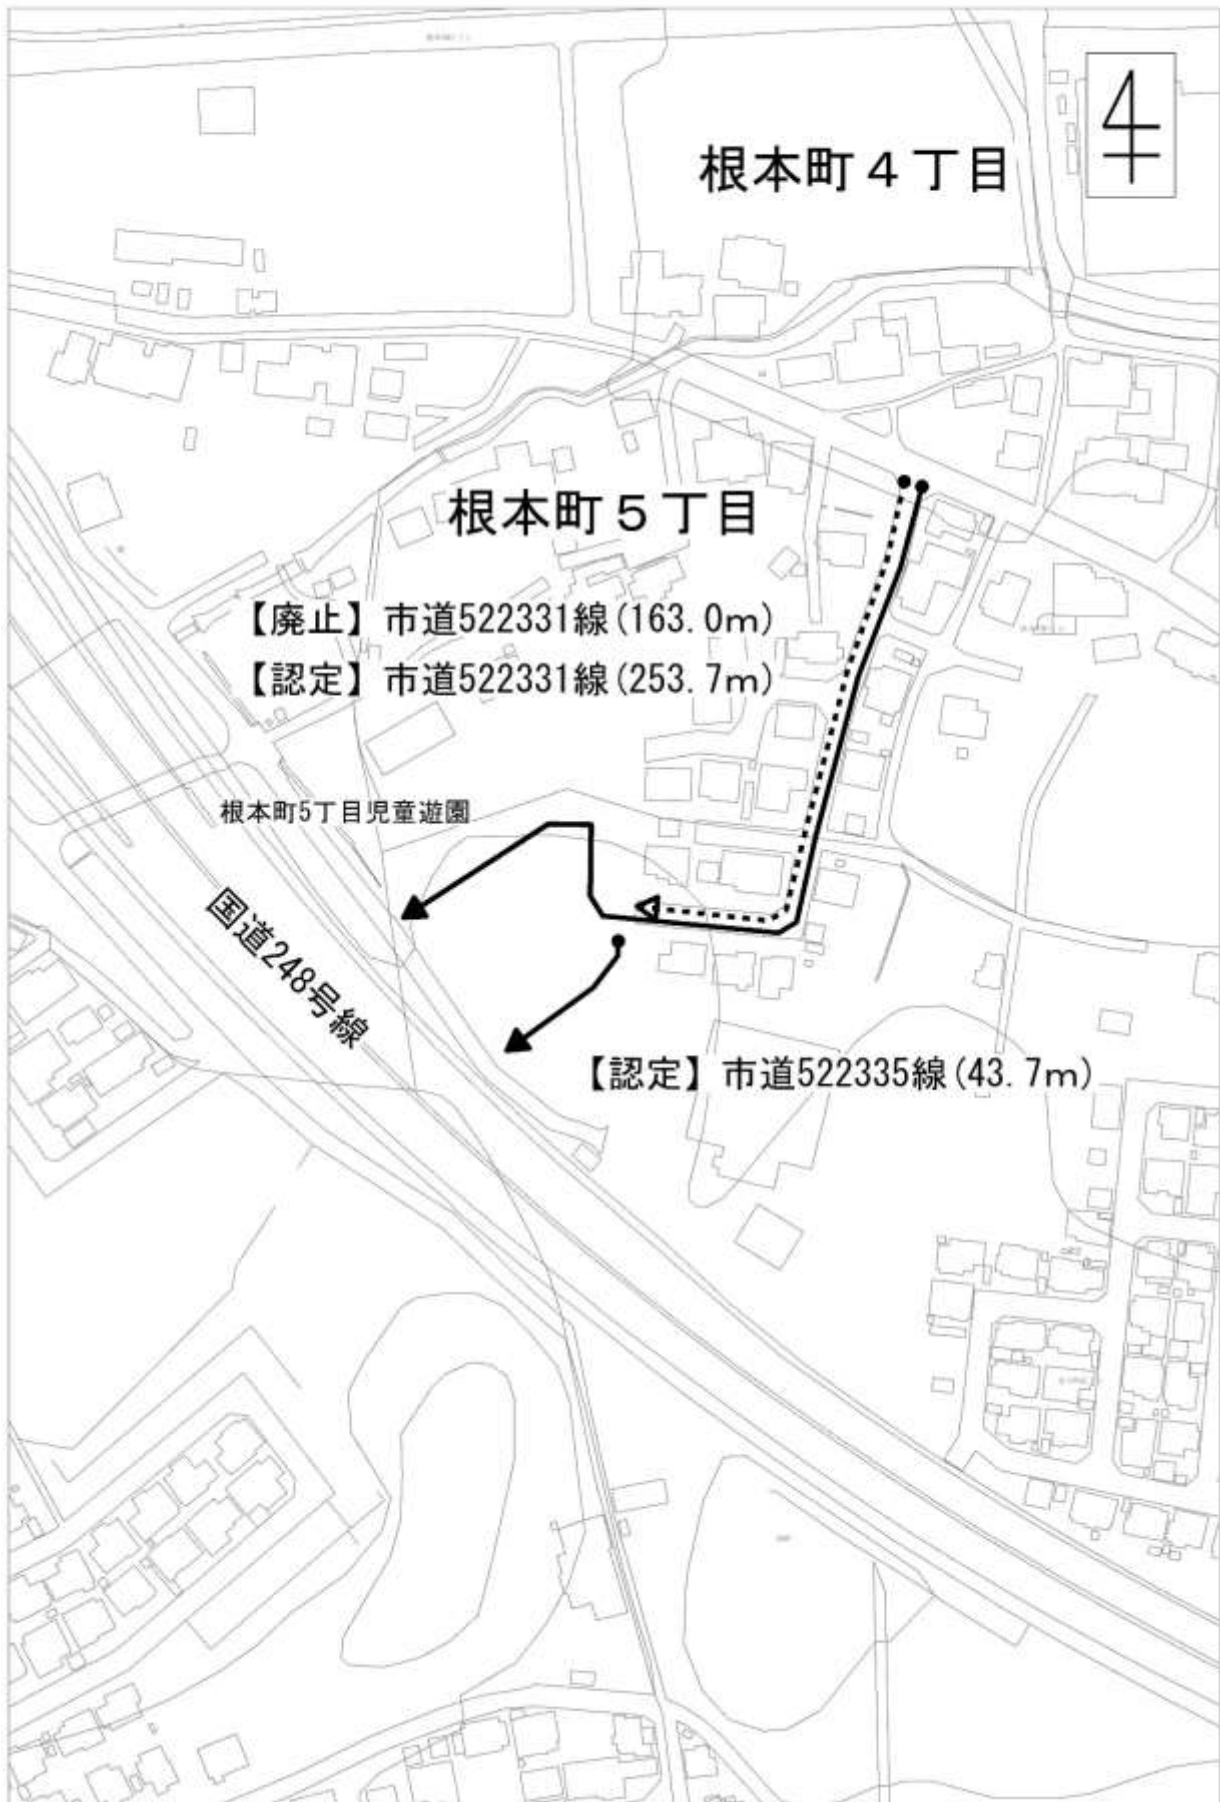 根本町４丁目
根本町５丁目
【廃止】市道522331線(163.0m)
【認定】市道522331線(253.7m)
根本町5丁目児童遊園
国道248号線
【認定】市道522335線(43.7m)